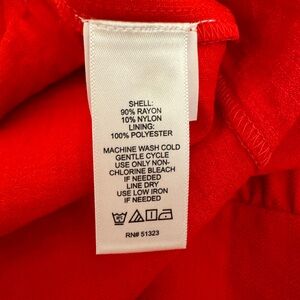 SHELL:
90% RAYON
10% NYLON
LINING:
100% POLYESTER
MACHINE WASH COLD
GENTLE CYCLE
USE ONLY NON-
CHLORINE BLEACH
IF NEEDED
LINE DRY
USE LOW IRON
IF NEEDED
RN# 51323